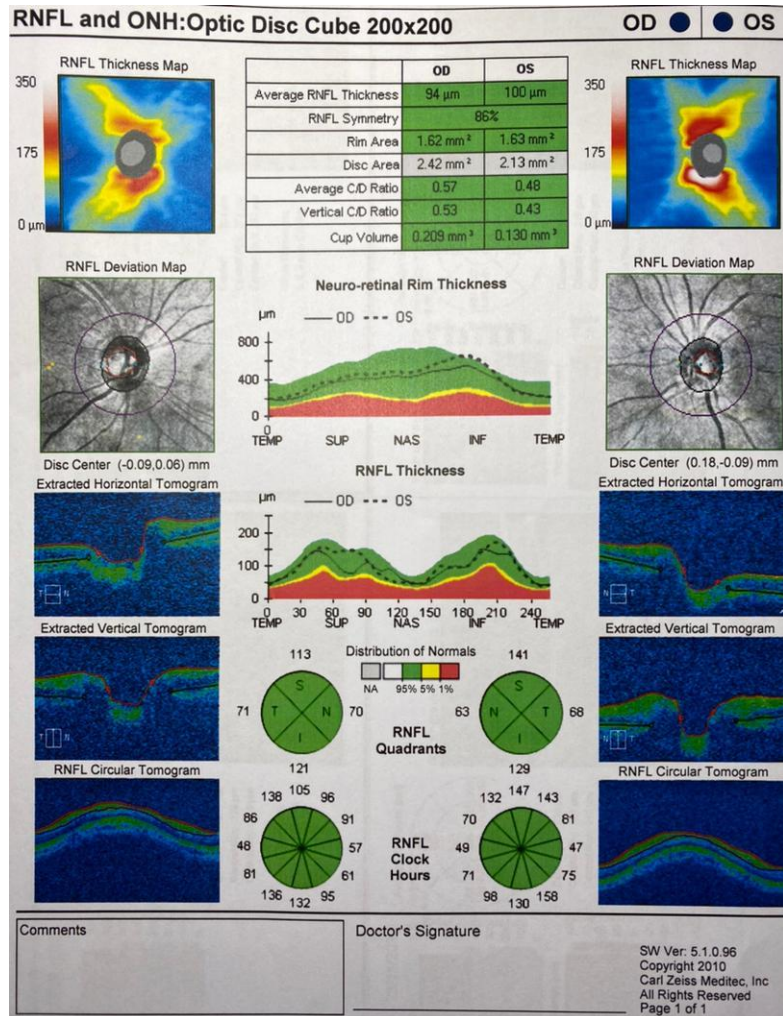 RNFL and ONH:Optic Disc Cube 200x200
OD OS
RNFL Thickness Map
350
175
0 µm
OD OS
Average RNFL Thickness 94 µm 100 µm
RNFL Symmetry 86%
Rim Area 1.62 mm² 1.63 mm²
Disc Area 2.42 mm² 2.13 mm²
Average C/D Ratio 0.57 0.48
Vertical C/D Ratio 0.53 0.43
Cup Volume 0.209 mm³ 0.130 mm³
RNFL Thickness Map
350
175
0 µm
RNFL Deviation Map
Disc Center (-0.09,0.06) mm
Neuro-retinal Rim Thickness
µm OD OS
800
400
0
0
TEMP SUP NAS INF TEMP
RNFL Deviation Map
Disc Center (0.18,-0.09) mm
Extracted Horizontal Tomogram
T N
RNFL Thickness
µm OD OS
200
100
0
0 30 60 90 120 150 180 210 240
TEMP SUP NAS INF TEMP
Extracted Horizontal Tomogram
N T
Extracted Vertical Tomogram
T N
Distribution of Normals
NA 95% 5% 1%
113
S
71 T N 70
I
121
RNFL
Quadrants
141
S
63 N T 68
I
129
Extracted Vertical Tomogram
N T
RNFL Circular Tomogram
138 105 96
86 91
48 57
81 61
136 132 95
RNFL
Clock
Hours
132 147 143
70 81
49 47
71 75
98 130 158
RNFL Circular Tomogram
Comments
Doctor's Signature
SW Ver: 5.1.0.96
Copyright 2010
Carl Zeiss Meditec, Inc
All Rights Reserved
Page 1 of 1